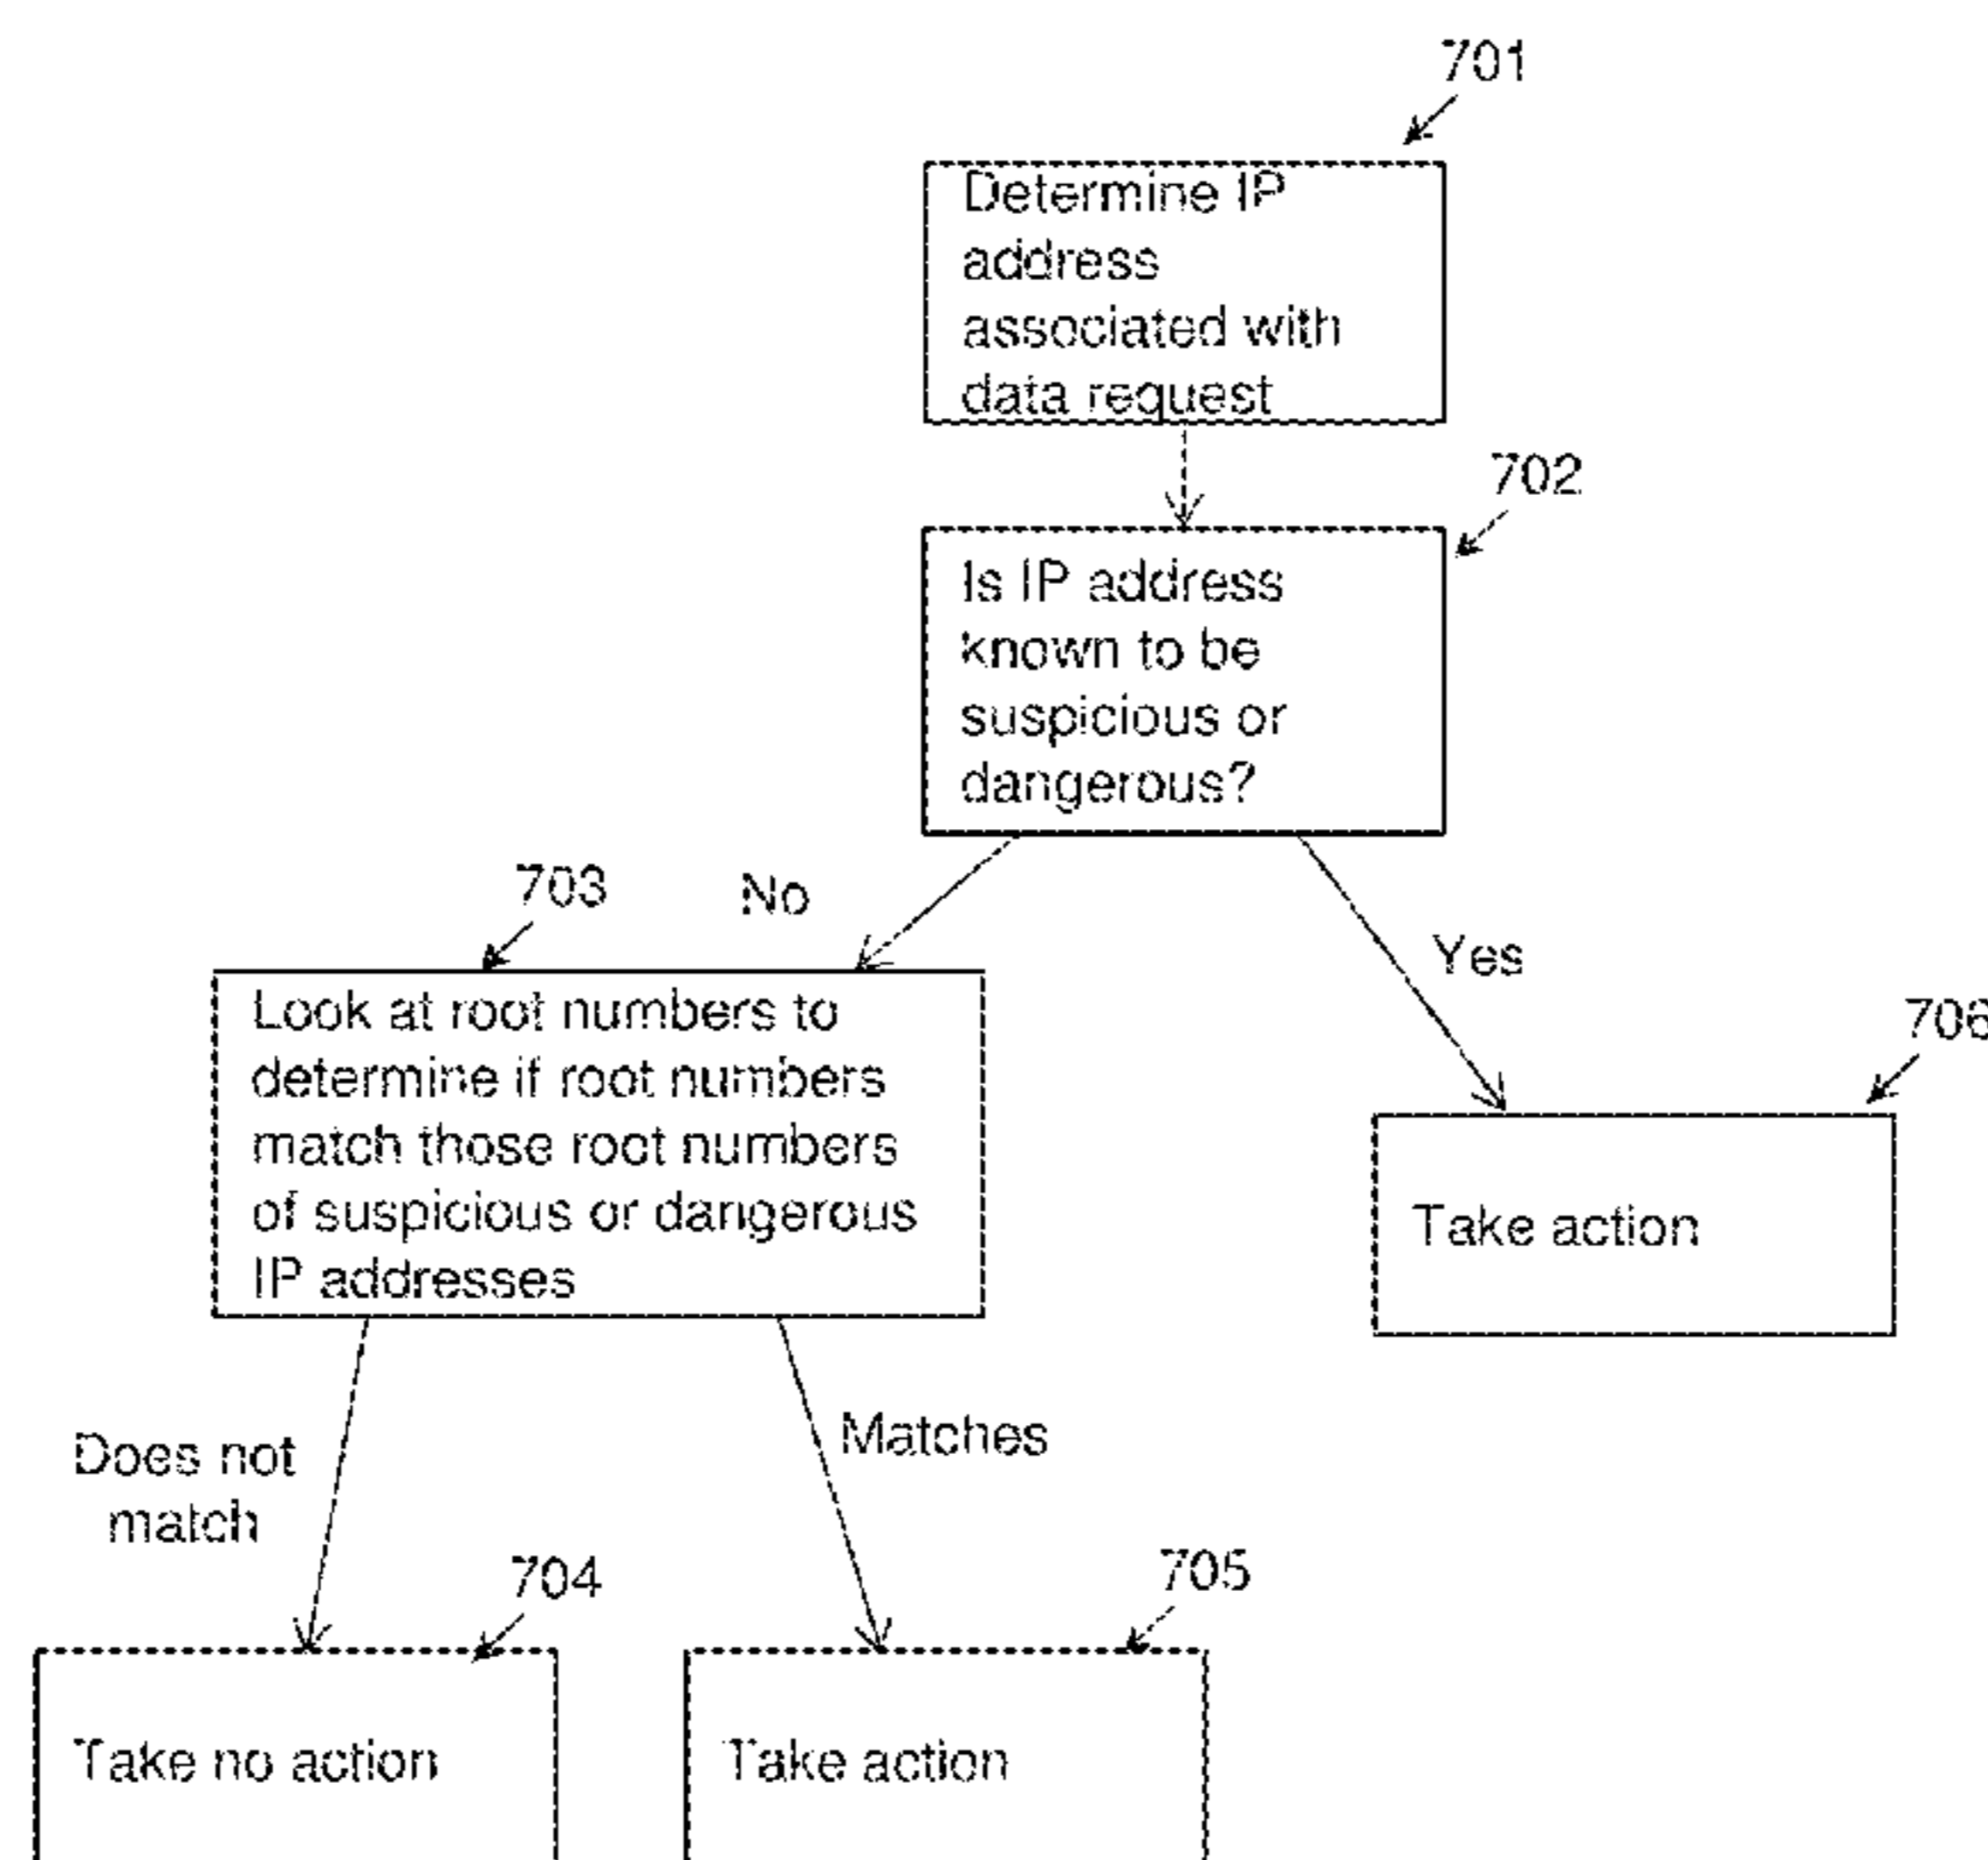 701
Determine IP
address
associated with
data request
702
Is IP address
known to be
suspicious or
dangerous?
703
No
Yes
706
Look at root numbers to
determine if root numbers
match those root numbers
of suspicious or dangerous
IP addresses
Take action
Does not
match
Matches
704
705
Take no action
Take action